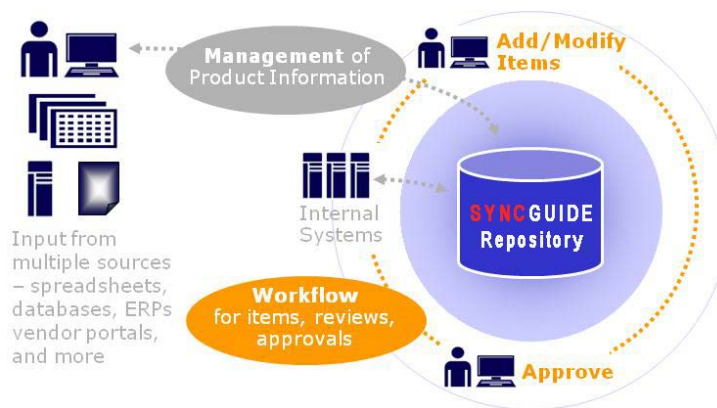 Management of
Product Information
Add/Modify
Items
SYNCGUIDE
Repository
Internal
Systems
Input from
multiple sources
– spreadsheets,
databases, ERPs
vendor portals,
and more
Workflow
for items, reviews,
approvals
Approve